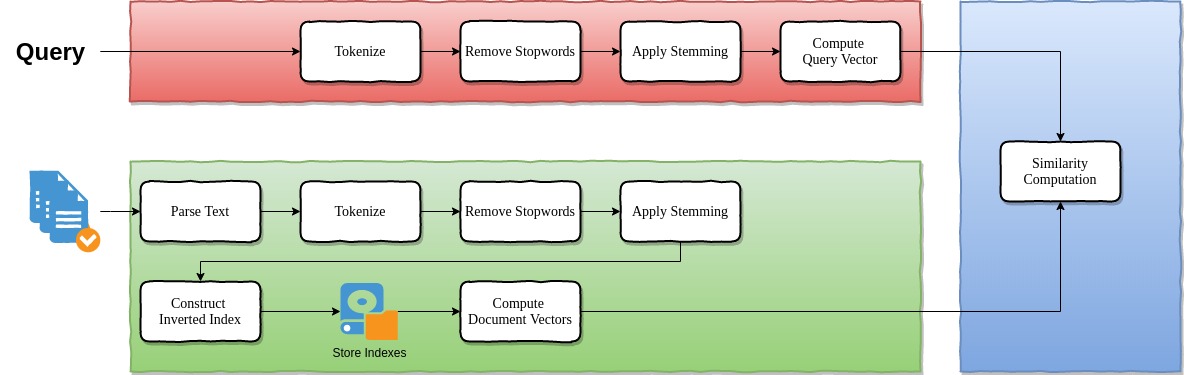 Query
Tokenize
Remove Stopwords
Apply Stemming
Compute
Query Vector
Similarity
Computation
Parse Text
Tokenize
Remove Stopwords
Apply Stemming
Construct
Inverted Index
Store Indexes
Compute
Document Vectors